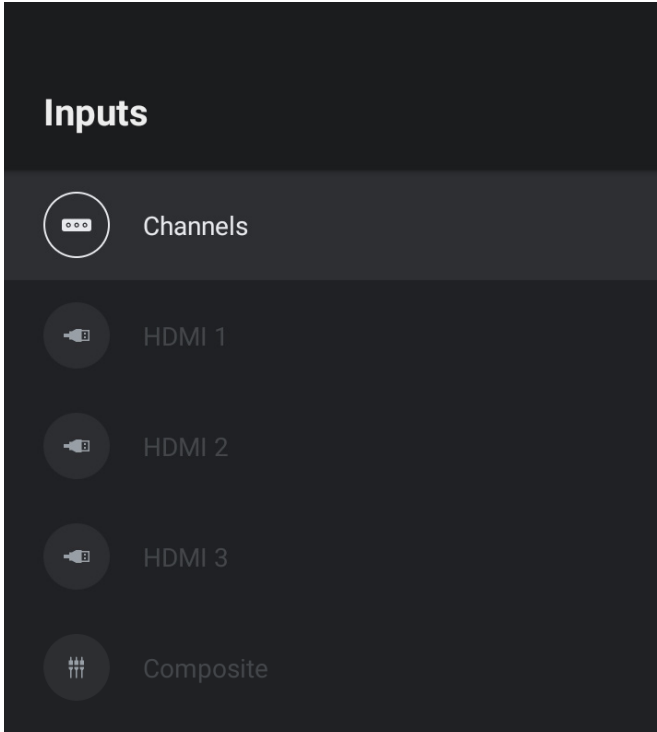 Inputs
Channels
HDMI 1
HDMI 2
HDMI 3
Composite